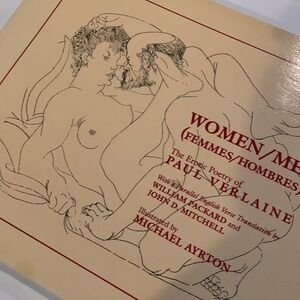 WOMEN/ME
(FEMMES/HOMBRES)
The Erotic Poetry of
PAUL VERLAINE
With a Parallel English Verse Translation by
WILLIAM PACKARD and
JOHN D. MITCHELL
Illustrated by
MICHAEL AYRTON